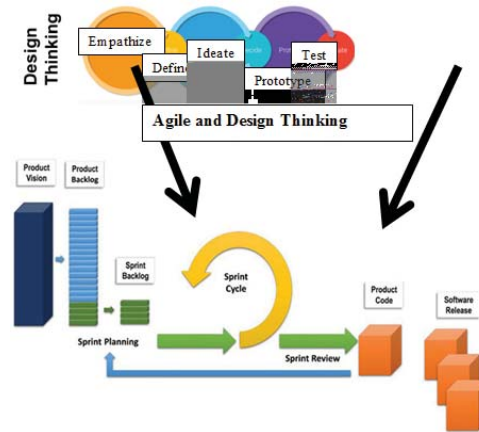 Design
Thinking
Empathize
Define
Ideate
Prototype
Test
Agile and Design Thinking
Product
Vision
Product
Backlog
Sprint
Backlog
Sprint
Cycle
Product
Code
Software
Release
Sprint Planning
Sprint Review